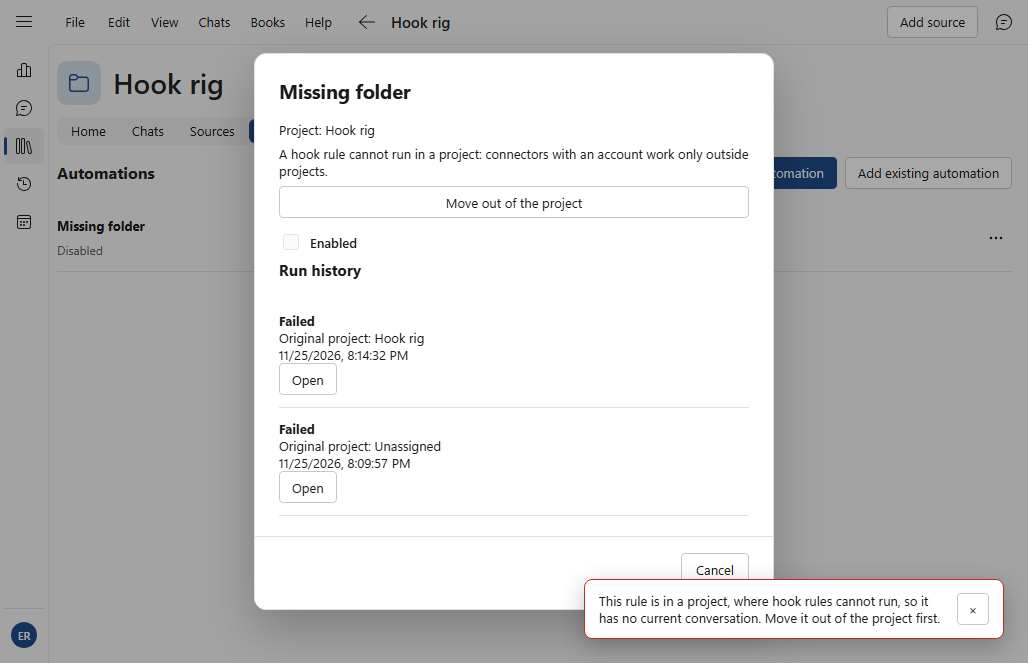 File Edit View Chats Books Help Hook rig Add source
Hook rig
Home Chats Sources
Automations
Add existing automation
Missing folder
Disabled
Missing folder
Project: Hook rig
A hook rule cannot run in a project: connectors with an account work only outside
projects.
Move out of the project
Enabled
Run history
Failed
Original project: Hook rig
11/25/2026, 8:14:32 PM
Open
Failed
Original project: Unassigned
11/25/2026, 8:09:57 PM
Open
Cancel
This rule is in a project, where hook rules cannot run, so it
has no current conversation. Move it out of the project first.
×
ER